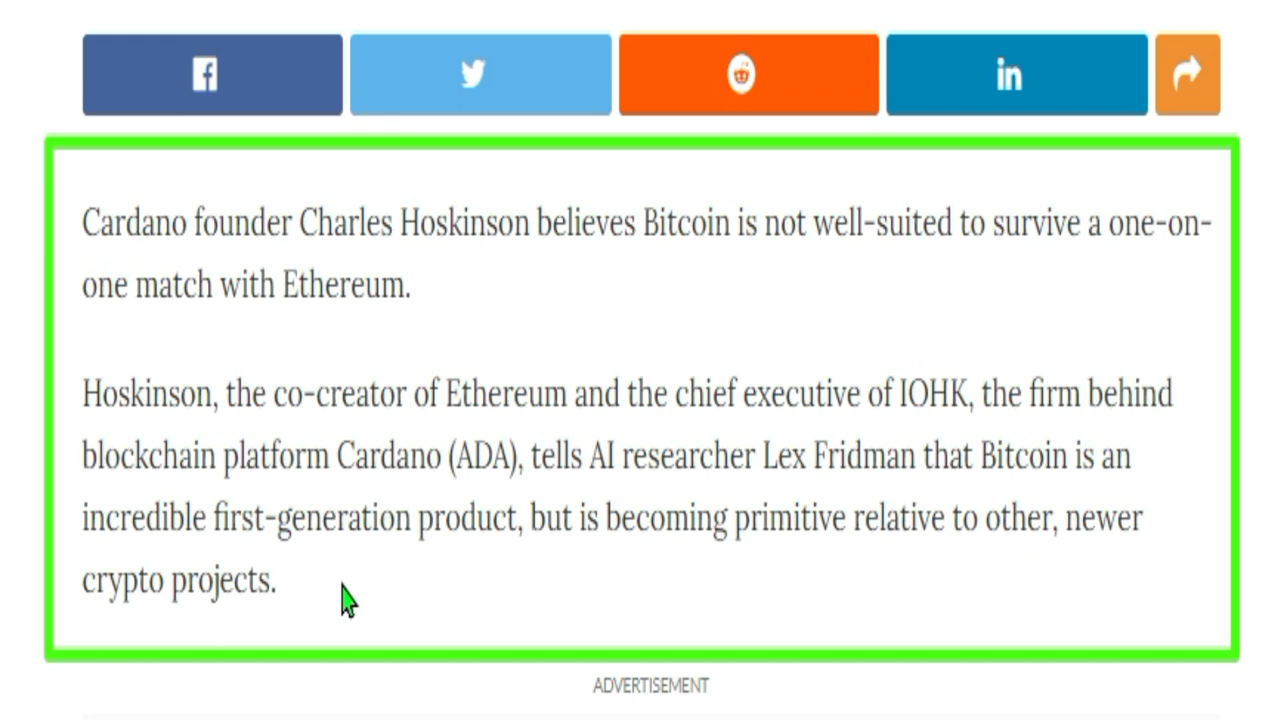 Cardano founder Charles Hoskinson believes Bitcoin is not well-suited to survive a one-on-
one match with Ethereum.
Hoskinson, the co-creator of Ethereum and the chief executive of IOHK, the firm behind
blockchain platform Cardano (ADA), tells AI researcher Lex Fridman that Bitcoin is an
incredible first-generation product, but is becoming primitive relative to other, newer
crypto projects.
ADVERTISEMENT